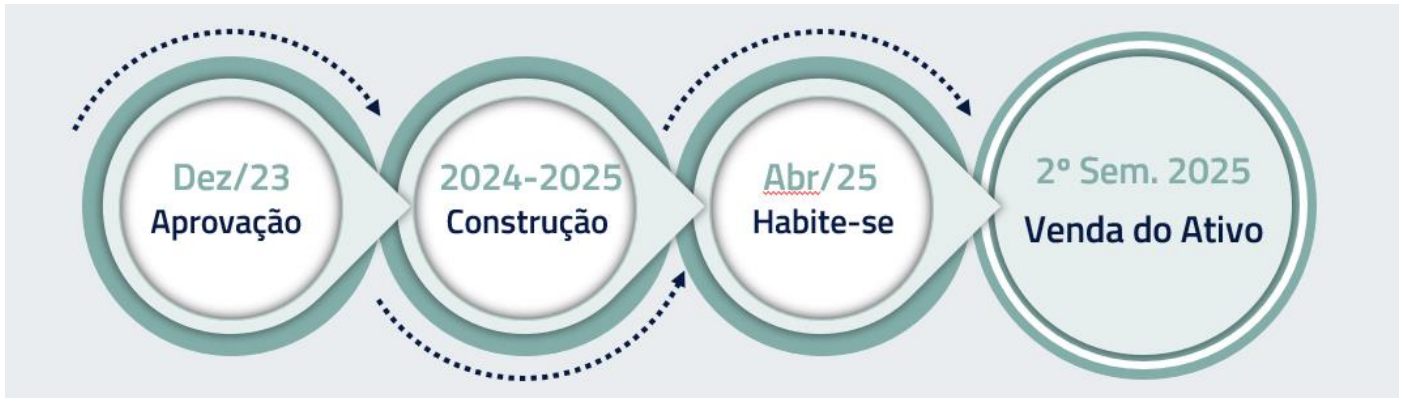 Dez/23
Aprovação
2024-2025
Construção
Abr/25
Habite-se
2º Sem. 2025
Venda do Ativo